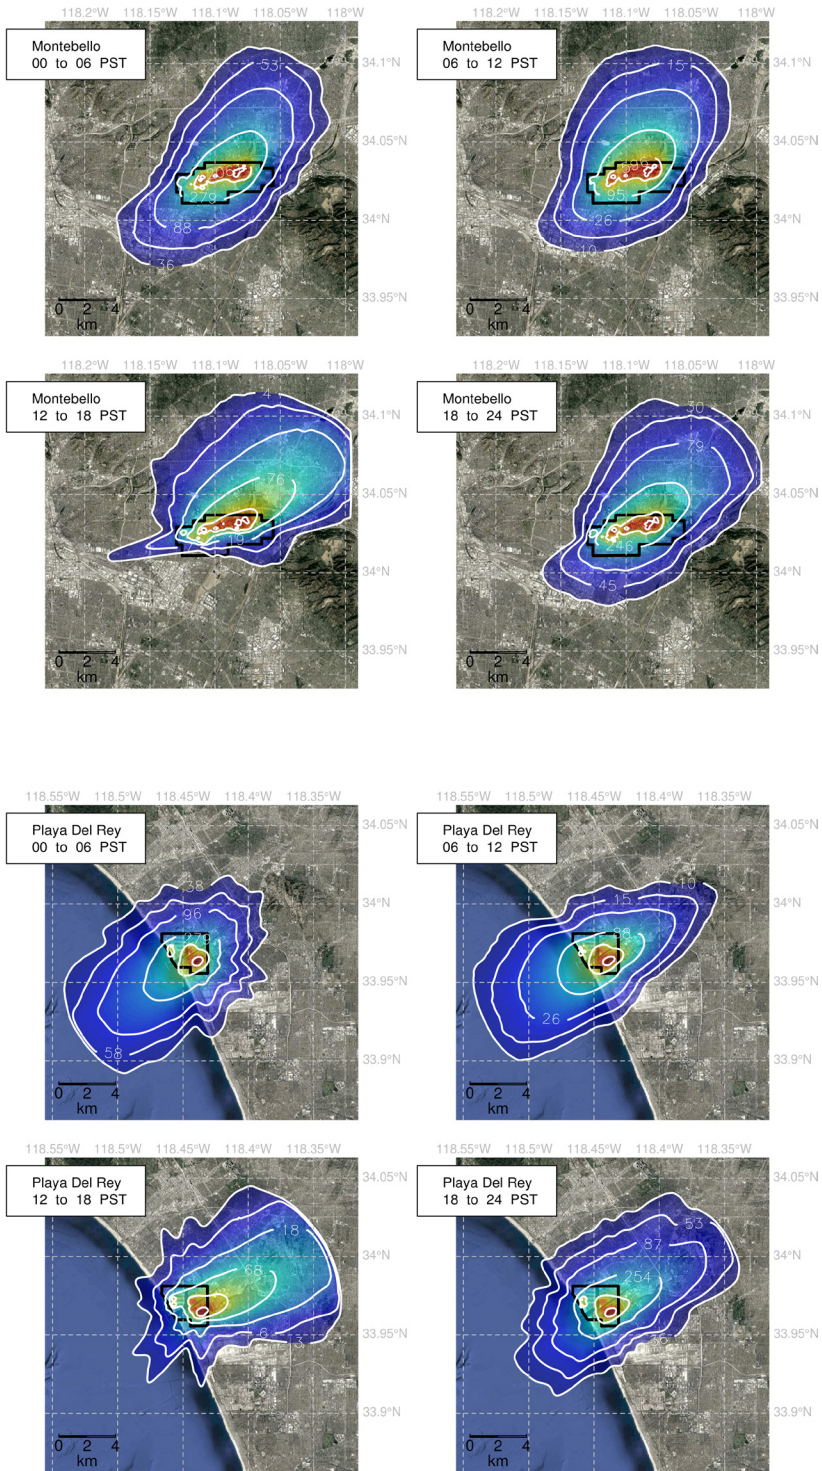 118.2°W 118.15°W 118.1°W 118.05°W 118°W
Montebello
00 to 06 PST
53
279
88
36
34.1°N
34.05°N
34°N
33.95°N
0 2 4
km
118.2°W 118.15°W 118.1°W 118.05°W 118°W
Montebello
06 to 12 PST
15
95
26
10
34.1°N
34.05°N
34°N
33.95°N
0 2 4
km
118.2°W 118.15°W 118.1°W 118.05°W 118°W
Montebello
12 to 18 PST
4
76
19
34.1°N
34.05°N
34°N
33.95°N
0 2 4
km
118.2°W 118.15°W 118.1°W 118.05°W 118°W
Montebello
18 to 24 PST
30
79
246
45
34.1°N
34.05°N
34°N
33.95°N
0 2 4
km
118.55°W 118.5°W 118.45°W 118.4°W 118.35°W
Playa Del Rey
00 to 06 PST
38
96
279
58
34.05°N
34°N
33.95°N
33.9°N
0 2 4
km
118.55°W 118.5°W 118.45°W 118.4°W 118.35°W
Playa Del Rey
06 to 12 PST
10
15
88
26
34.05°N
34°N
33.95°N
33.9°N
0 2 4
km
118.55°W 118.5°W 118.45°W 118.4°W 118.35°W
Playa Del Rey
12 to 18 PST
18
68
6
3
34.05°N
34°N
33.95°N
33.9°N
0 2 4
km
118.55°W 118.5°W 118.45°W 118.4°W 118.35°W
Playa Del Rey
18 to 24 PST
53
87
254
34.05°N
34°N
33.95°N
33.9°N
0 2 4
km